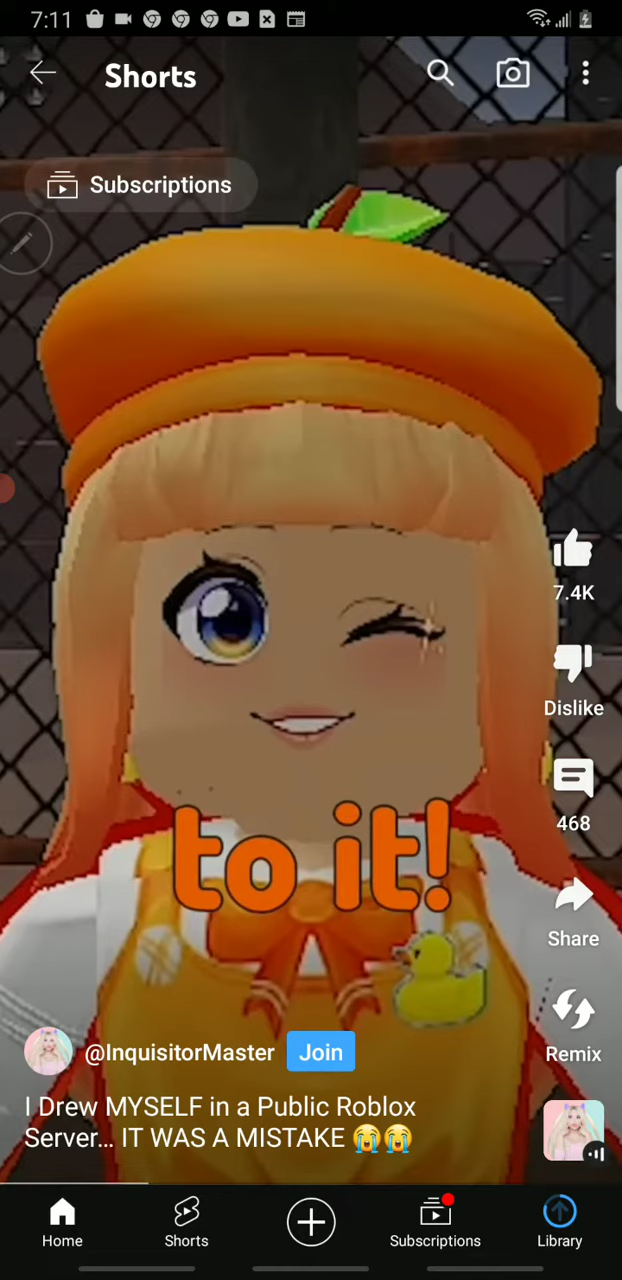 7:11
Shorts
Subscriptions
7.4K
Dislike
to it!
468
Share
@InquisitorMaster Join
Remix
I Drew MYSELF in a Public Roblox
Server... IT WAS A MISTAKE 😭😭
Home
Shorts
Subscriptions
Library